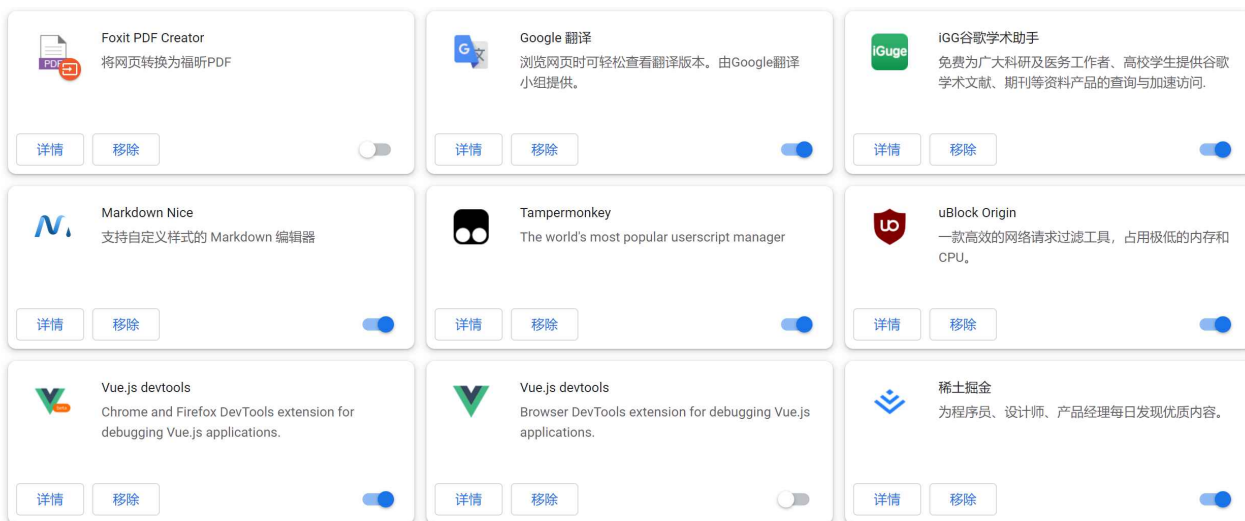 Foxit PDF Creator
将网页转换为福昕PDF
PDF
详情
移除
Google 翻译
浏览网页时可轻松查看翻译版本。由Google翻译
小组提供。
G 文
详情
移除
iGG谷歌学术助手
免费为广大科研及医务工作者、高校学生提供谷歌
学术文献、期刊等资料产品的查询与加速访问.
iGuge
详情
移除
Markdown Nice
支持自定义样式的 Markdown 编辑器
详情
移除
Tampermonkey
The world's most popular userscript manager
详情
移除
uBlock Origin
一款高效的网络请求过滤工具，占用极低的内存和
CPU。
uo
详情
移除
Vue.js devtools
Chrome and Firefox DevTools extension for
debugging Vue.js applications.
详情
移除
Vue.js devtools
Browser DevTools extension for debugging Vue.js
applications.
详情
移除
稀土掘金
为程序员、设计师、产品经理每日发现优质内容。
详情
移除